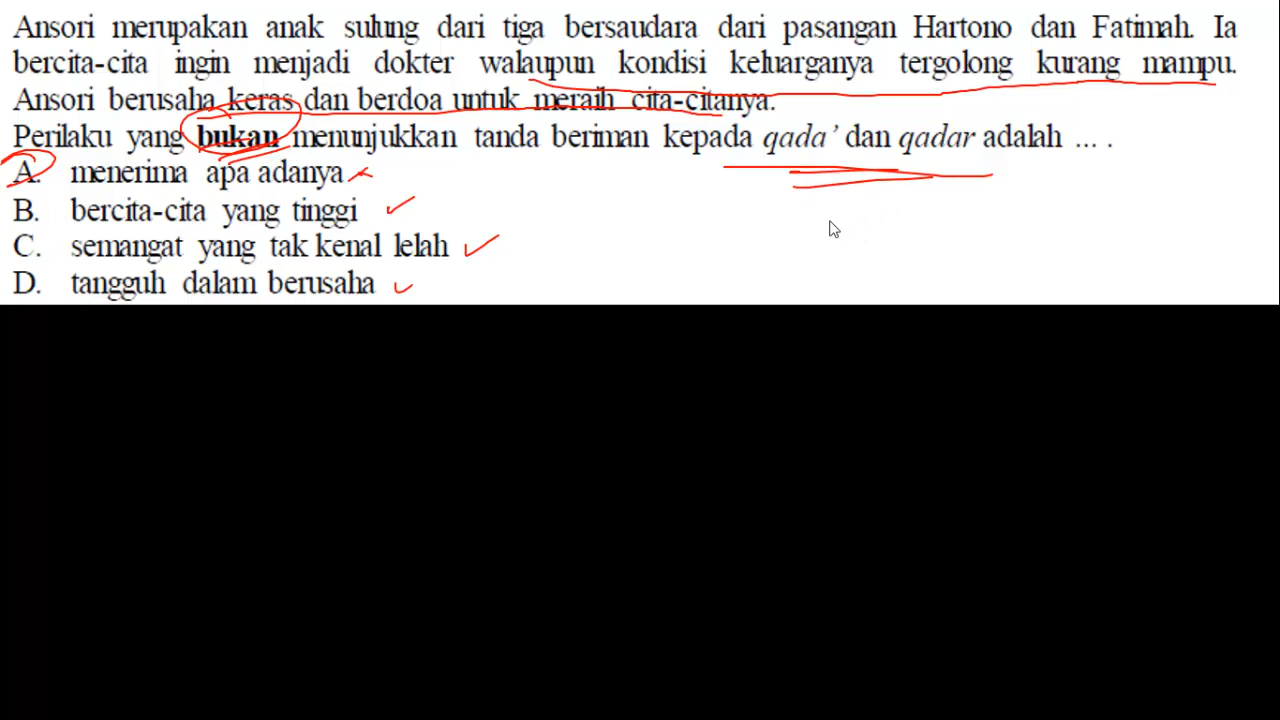 Ansori merupakan anak sulung dari tiga bersaudara dari pasangan Hartono dan Fatimah. Ia
bercita-cita ingin menjadi dokter walaupun kondisi keluarganya tergolong kurang mampu.
Ansori berusaha keras dan berdoa untuk meraih cita-citanya.
Perilaku yang bukan menunjukkan tanda beriman kepada qada’ dan qadar adalah ... .
A. menerima apa adanya
B. bercita-cita yang tinggi
C. semangat yang tak kenal lelah
D. tangguh dalam berusaha